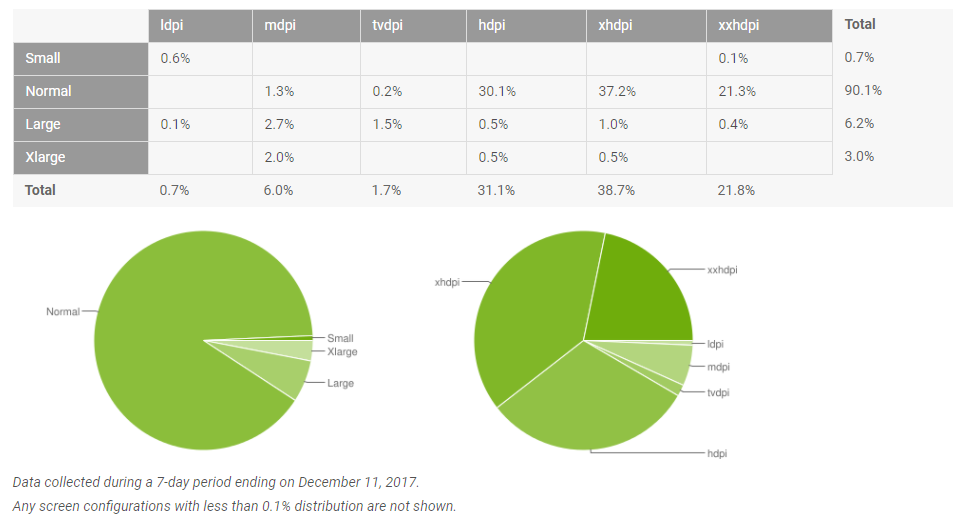 ldpi mdpi tvdpi hdpi xhdpi xxhdpi Total
Small 0.6% 0.1% 0.7%
Normal 1.3% 0.2% 30.1% 37.2% 21.3% 90.1%
Large 0.1% 2.7% 1.5% 0.5% 1.0% 0.4% 6.2%
Xlarge 2.0% 0.5% 0.5% 3.0%
Total 0.7% 6.0% 1.7% 31.1% 38.7% 21.8%
Normal
Small
Xlarge
Large
xhdpi
xxhdpi
ldpi
mdpi
tvdpi
hdpi
Data collected during a 7-day period ending on December 11, 2017.
Any screen configurations with less than 0.1% distribution are not shown.